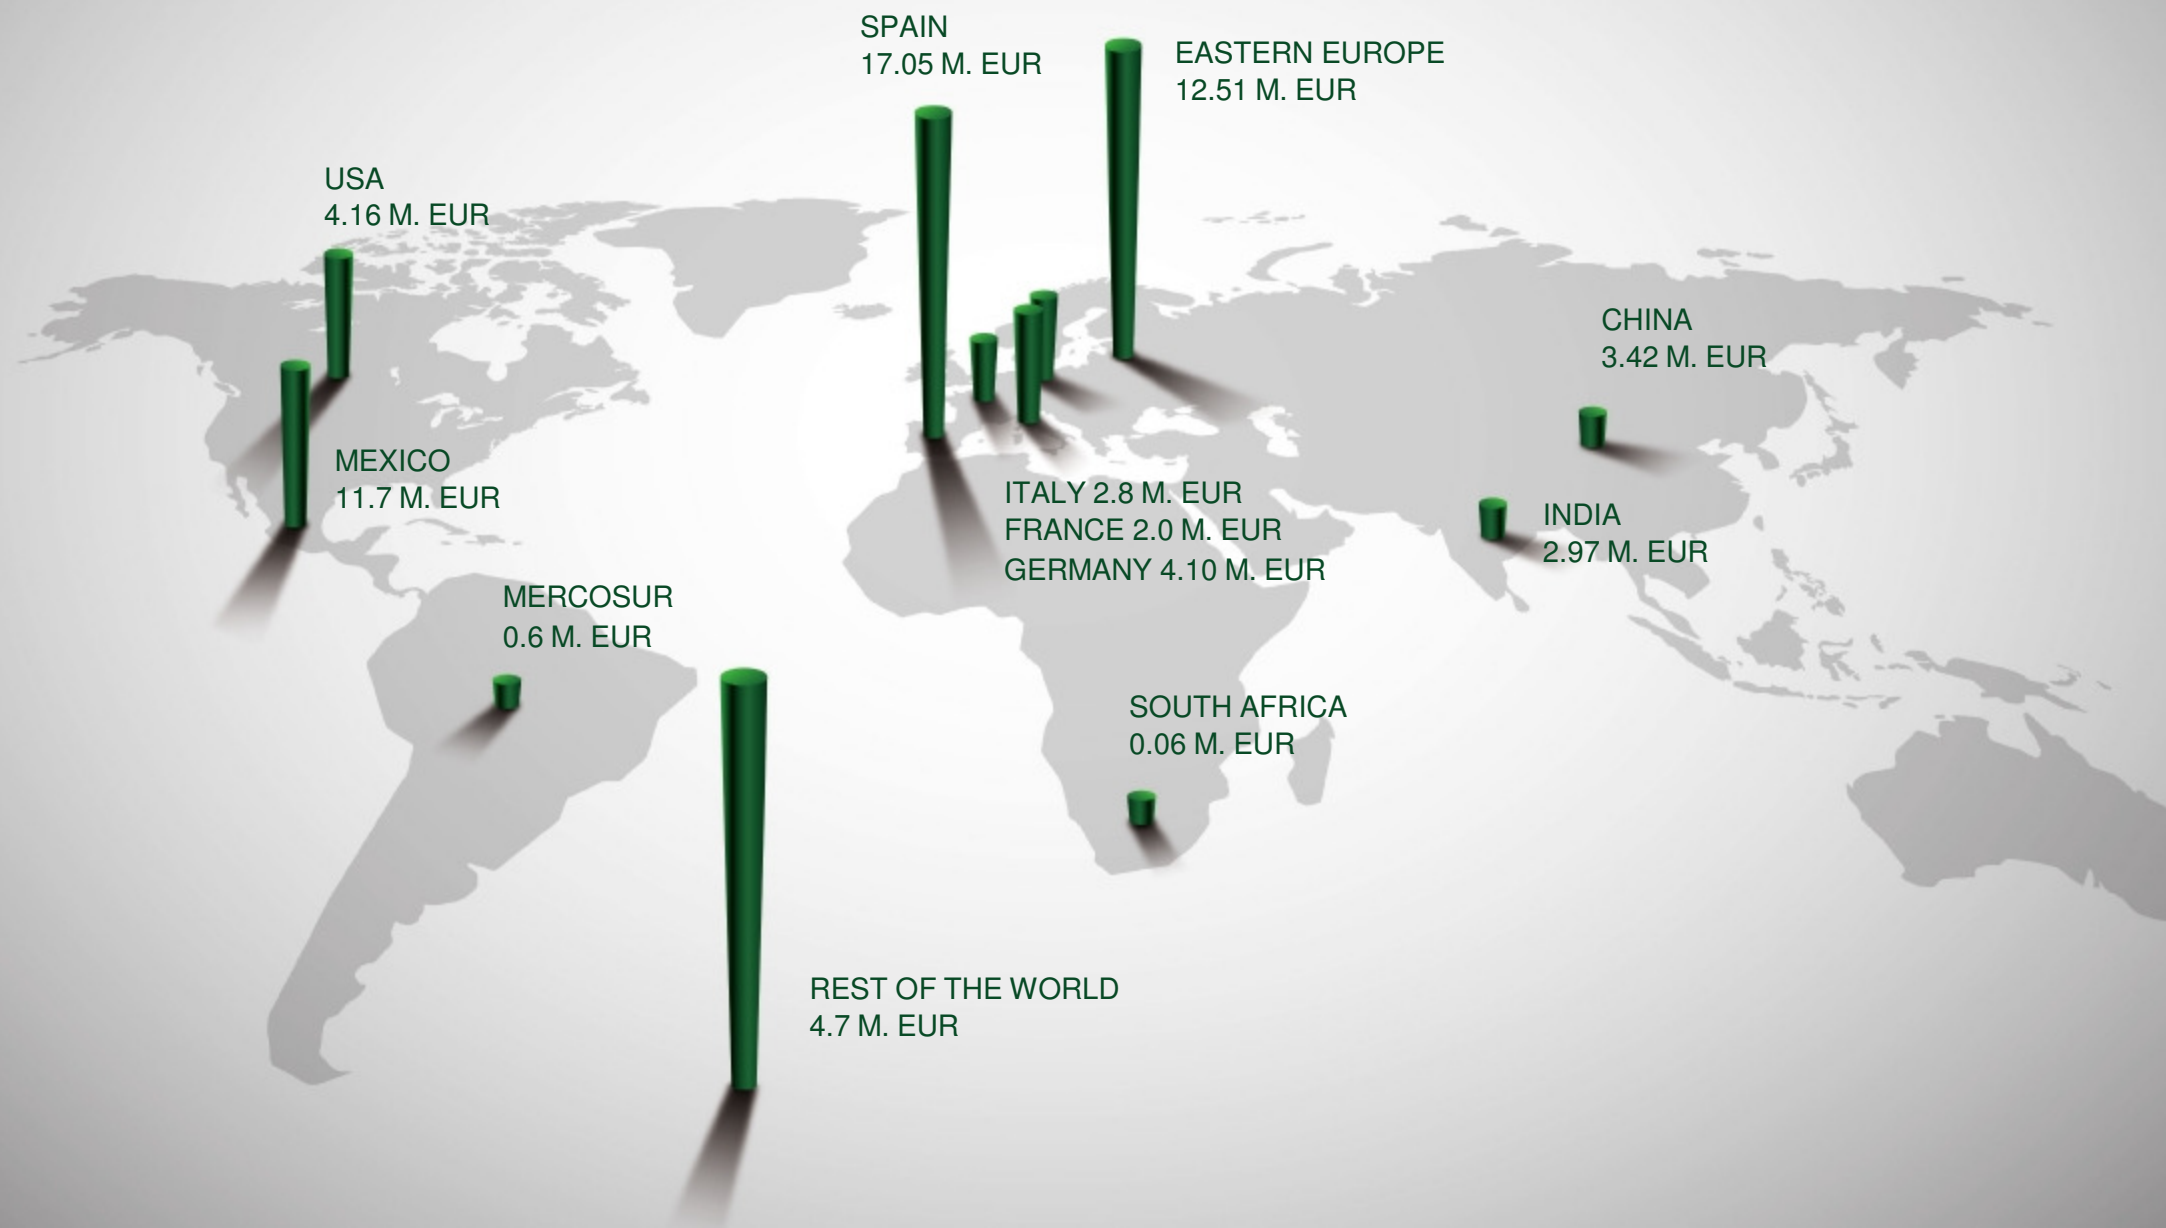 SPAIN
17.05 M. EUR
EASTERN EUROPE
12.51 M. EUR
USA
4.16 M. EUR
CHINA
3.42 M. EUR
MEXICO
11.7 M. EUR
ITALY 2.8 M. EUR
FRANCE 2.0 M. EUR
GERMANY 4.10 M. EUR
INDIA
2.97 M. EUR
MERCOSUR
0.6 M. EUR
SOUTH AFRICA
0.06 M. EUR
REST OF THE WORLD
4.7 M. EUR